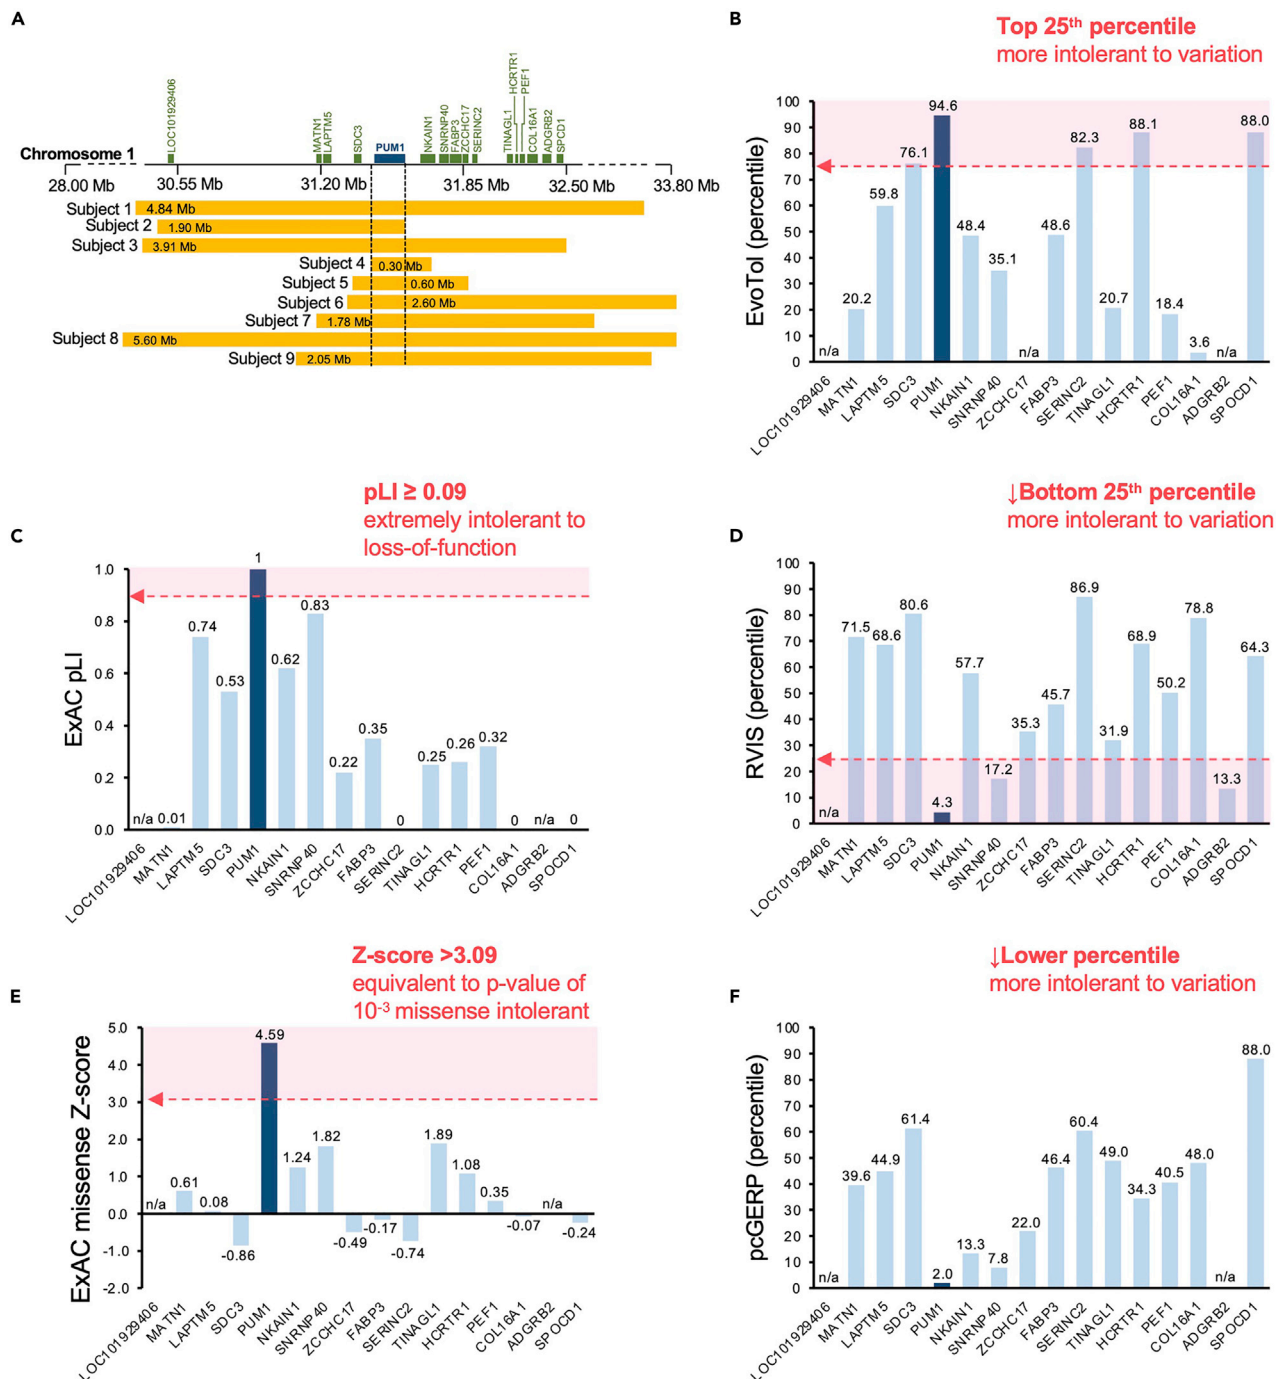 A
LOC101929406
MATN1
LAPTM5
SDC3
PUM1
NKAIN1
SNRNP40
FABP3
ZCCHC17
SERINC2
TINAGL1
HCRTR1
PEF1
COL16A1
ADGRB2
SPOCD1
Chromosome 1
28.00 Mb 30.55 Mb 31.20 Mb 31.85 Mb 32.50 Mb 33.80 Mb
Subject 1 4.84 Mb
Subject 2 1.90 Mb
Subject 3 3.91 Mb
Subject 4 0.30 Mb
Subject 5 0.60 Mb
Subject 6 2.60 Mb
Subject 7 1.78 Mb
Subject 8 5.60 Mb
Subject 9 2.05 Mb
B
Top 25th percentile
more intolerant to variation
EvoTol (percentile)
100
90
80
70
60
50
40
30
20
10
0
n/a 20.2 59.8 76.1 94.6 48.4 35.1 n/a 48.6 82.3 20.7 88.1 18.4 3.6 n/a 88.0
LOC101929406 MATN1 LAPTM5 SDC3 PUM1 NKAIN1 SNRNP40 ZCCHC17 FABP3 SERINC2 TINAGL1 HCRTR1 PEF1 COL16A1 ADGRB2 SPOCD1
C
pLI ≥ 0.09
extremely intolerant to
loss-of-function
ExAC pLI
1.0
0.8
0.6
0.4
0.2
0.0
n/a 0.01 0.74 0.53 1 0.62 0.83 0.22 0.35 0 0.25 0.26 0.32 0 n/a 0
LOC101929406 MATN1 LAPTM5 SDC3 PUM1 NKAIN1 SNRNP40 ZCCHC17 FABP3 SERINC2 TINAGL1 HCRTR1 PEF1 COL16A1 ADGRB2 SPOCD1
D
↓Bottom 25th percentile
more intolerant to variation
RVIS (percentile)
100
90
80
70
60
50
40
30
20
10
0
n/a 71.5 68.6 80.6 4.3 57.7 17.2 35.3 45.7 86.9 31.9 68.9 50.2 78.8 13.3 64.3
LOC101929406 MATN1 LAPTM5 SDC3 PUM1 NKAIN1 SNRNP40 ZCCHC17 FABP3 SERINC2 TINAGL1 HCRTR1 PEF1 COL16A1 ADGRB2 SPOCD1
E
Z-score >3.09
equivalent to p-value of
10-3 missense intolerant
ExAC missense Z-score
5.0
4.0
3.0
2.0
1.0
0.0
-1.0
-2.0
n/a 0.61 0.08 -0.86 4.59 1.24 1.82 -0.49 -0.17 -0.74 1.89 1.08 0.35 -0.07 n/a -0.24
LOC101929406 MATN1 LAPTM5 SDC3 PUM1 NKAIN1 SNRNP40 ZCCHC17 FABP3 SERINC2 TINAGL1 HCRTR1 PEF1 COL16A1 ADGRB2 SPOCD1
F
↓Lower percentile
more intolerant to variation
pcGERP (percentile)
100
90
80
70
60
50
40
30
20
10
0
n/a 39.6 44.9 61.4 2.0 13.3 7.8 22.0 46.4 60.4 49.0 34.3 40.5 48.0 n/a 88.0
LOC101929406 MATN1 LAPTM5 SDC3 PUM1 NKAIN1 SNRNP40 ZCCHC17 FABP3 SERINC2 TINAGL1 HCRTR1 PEF1 COL16A1 ADGRB2 SPOCD1